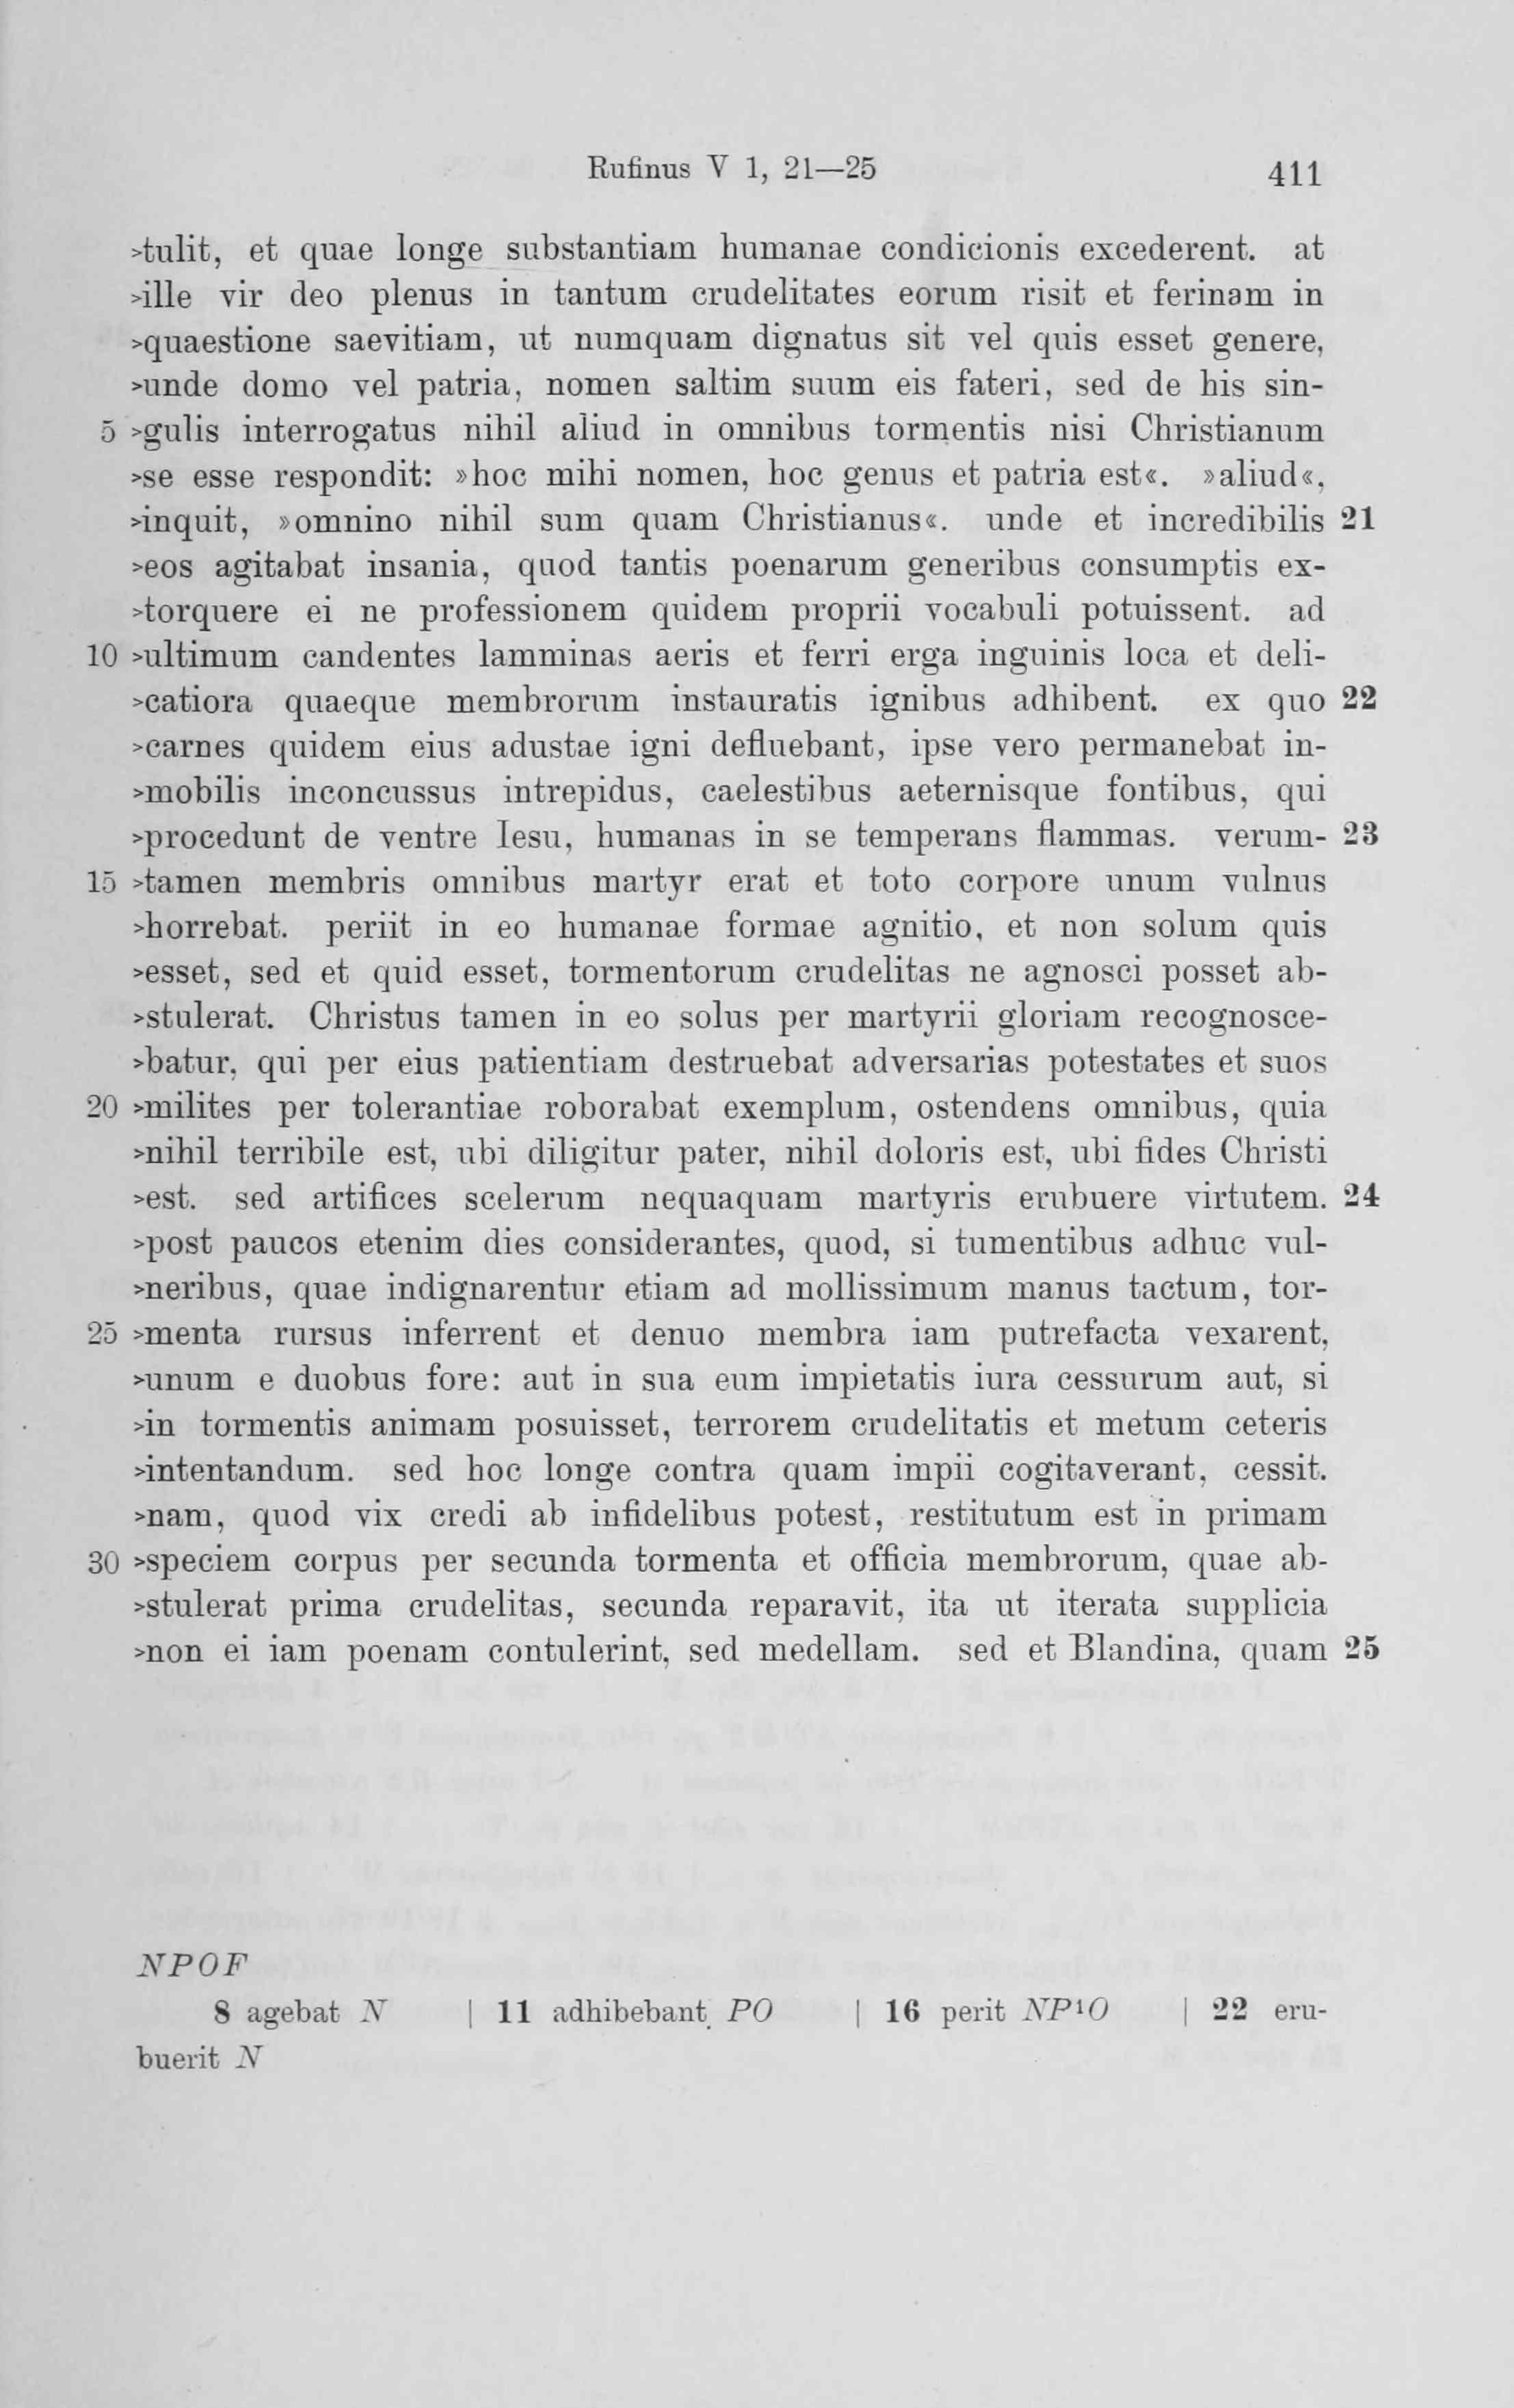 Rufinus V 1, 21—25 411
>tulit, et quae longe substantiam humanae condicionis excederent. at
>ille vir deo plenus in tantum crudelitates eorum risit et ferinam in
>quaestione saevitiam, ut numquam dignatus sit vel quis esset genere,
>unde domo vel patria, nomen saltim suum eis fateri, sed de his sin-
5 >gulis interrogatus nihil aliud in omnibus tormentis nisi Christianum
>se esse respondit: »hoc mihi nomen, hoc genus et patria est«. »aliud«,
>inquit, »omnino nihil sum quam Christianus«. unde et incredibilis 21
>eos agitabat insania, quod tantis poenarum generibus consumptis ex-
>torquere ei ne professionem quidem proprii vocabuli potuissent. ad
10 >ultimum candentes lamminas aeris et ferri erga inguinis loca et deli-
>catiora quaeque membrorum instauratis ignibus adhibent. ex quo 22
>carnes quidem eius adustae igni defluebant, ipse vero permanebat in-
>mobilis inconcussus intrepidus, caelestibus aeternisque fontibus, qui
>procedunt de ventre Iesu, humanas in se temperans flammas. verum- 23
15 >tamen membris omnibus martyr erat et toto corpore unum vulnus
>horrebat. periit in eo humanae formae agnitio, et non solum quis
>esset, sed et quid esset, tormentorum crudelitas ne agnosci posset ab-
>stulerat. Christus tamen in eo solus per martyrii gloriam recognosce-
>batur, qui per eius patientiam destruebat adversarias potestates et suos
20 >milites per tolerantiae roborabat exemplum, ostendens omnibus, quia
>nihil terribile est, ubi diligitur pater, nihil doloris est, ubi fides Christi
>est. sed artifices scelerum nequaquam martyris erubuere virtutem. 24
>post paucos etenim dies considerantes, quod, si tumentibus adhuc vul-
>neribus, quae indignarentur etiam ad mollissimum manus tactum, tor-
25 >menta rursus inferrent et denuo membra iam putrefacta vexarent,
>unum e duobus fore: aut in sua eum impietatis iura cessurum aut, si
>in tormentis animam posuisset, terrorem crudelitatis et metum ceteris
>intentandum. sed hoc longe contra quam impii cogitaverant, cessit.
>nam, quod vix credi ab infidelibus potest, restitutum est in primam
30 >speciem corpus per secunda tormenta et officia membrorum, quae ab-
>stulerat prima crudelitas, secunda reparavit, ita ut iterata supplicia
>non ei iam poenam contulerint, sed medellam. sed et Blandina, quam 25
NPOF
8 agebat N | 11 adhibebant PO | 16 perit NP¹O | 22 eru-
buerit N